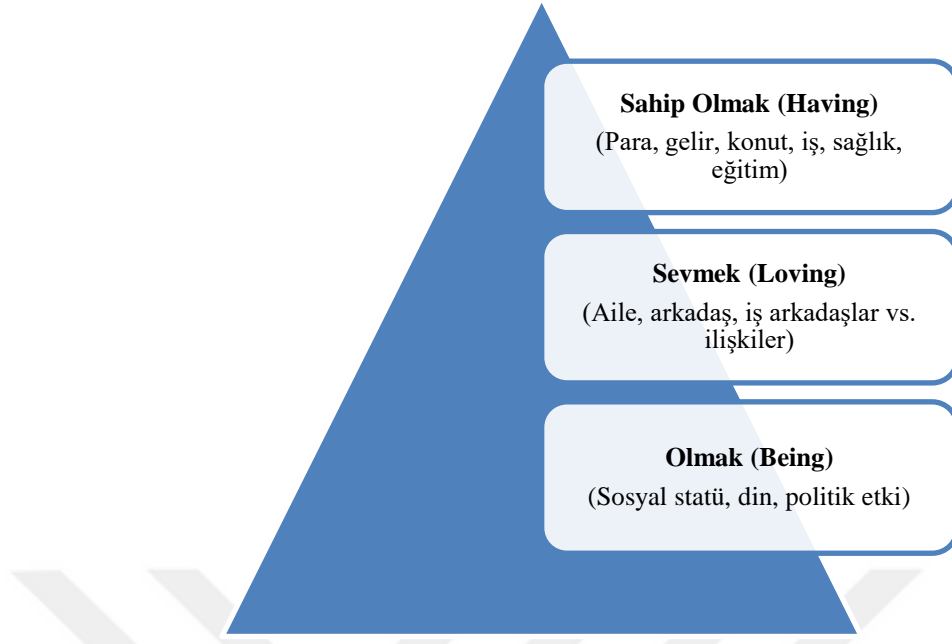 Sahip Olmak (Having)
(Para, gelir, konut, iş, sağlık,
eğitim)
Sevmek (Loving)
(Aile, arkadaş, iş arkadaşlar vs.
ilişkiler)
Olmak (Being)
(Sosyal statü, din, politik etki)